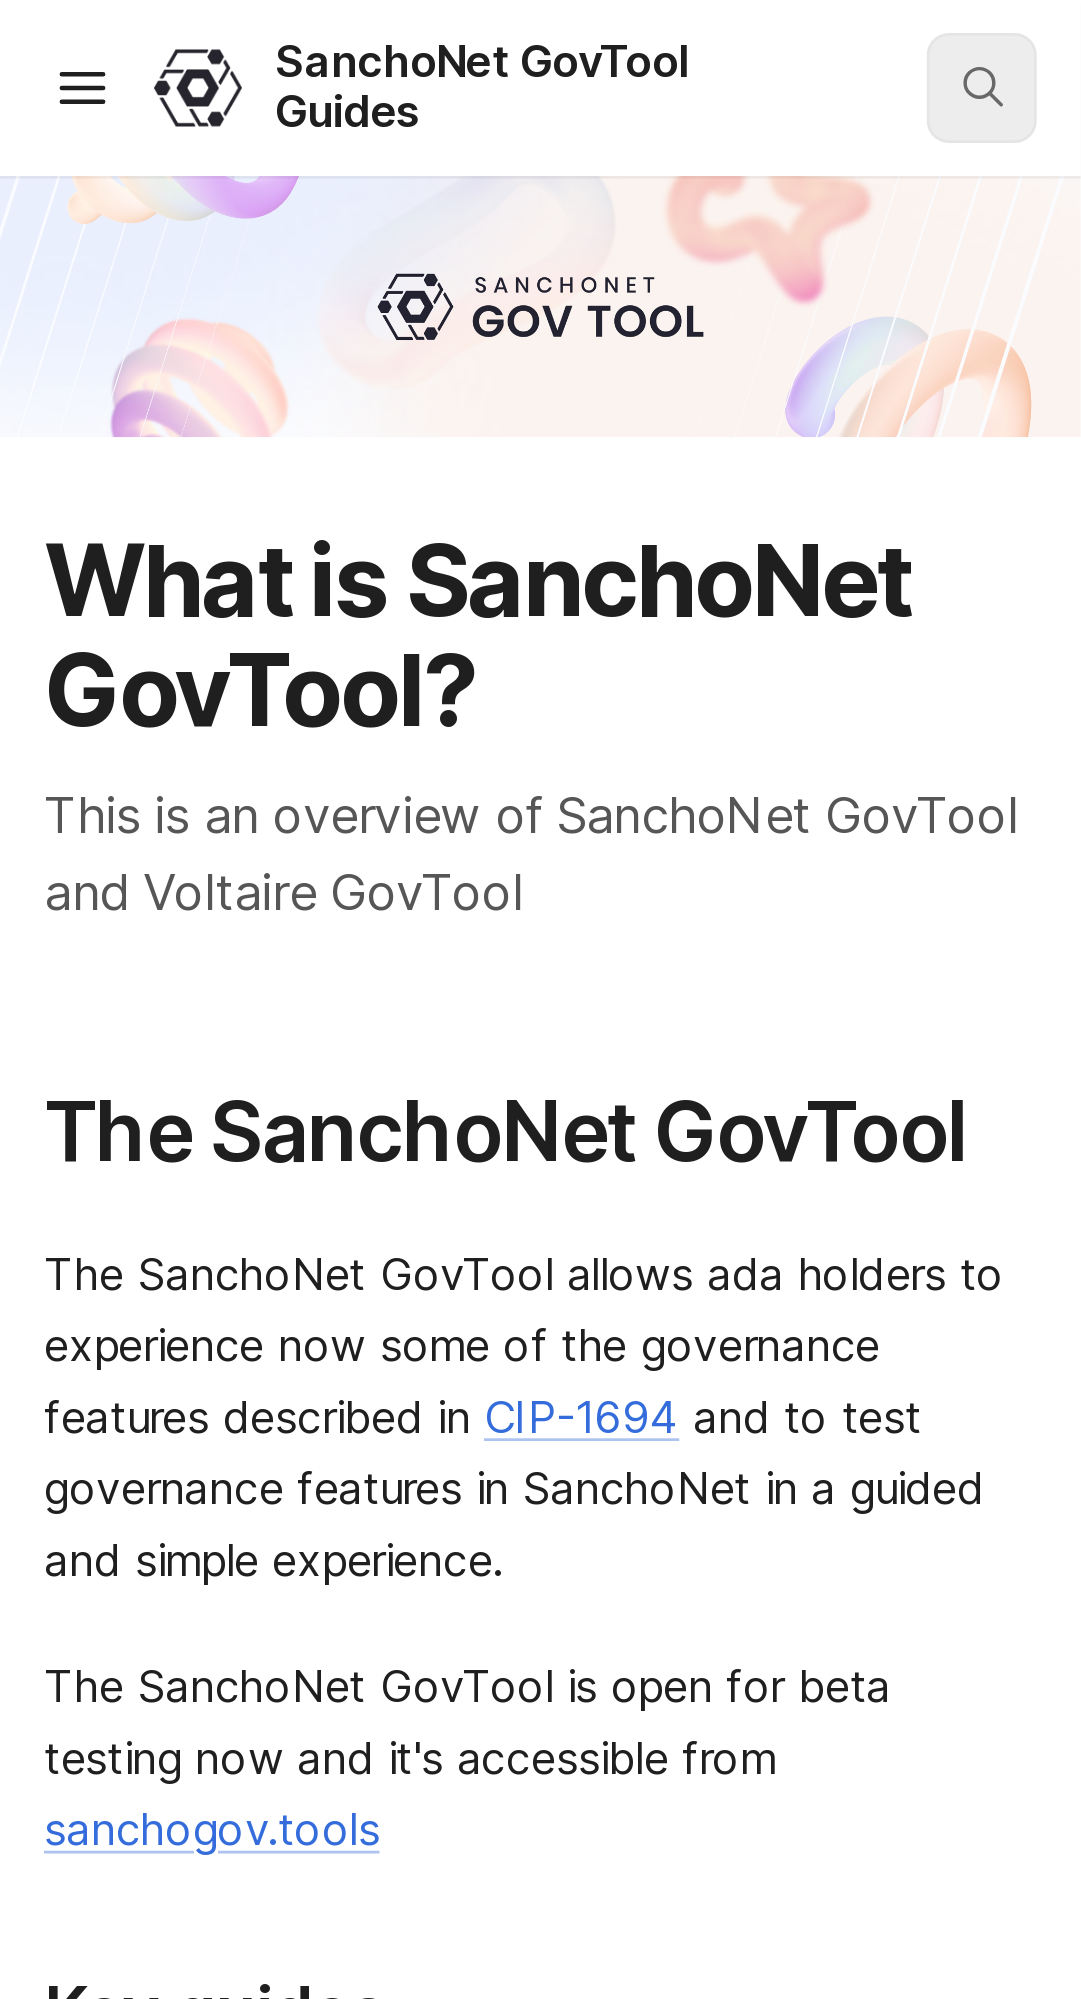 SanchoNet GovTool
Guides
SANCHONET
GOV TOOL
What is SanchoNet
GovTool?
This is an overview of SanchoNet GovTool
and Voltaire GovTool
The SanchoNet GovTool
The SanchoNet GovTool allows ada holders to
experience now some of the governance
features described in CIP-1694 and to test
governance features in SanchoNet in a guided
and simple experience.
The SanchoNet GovTool is open for beta
testing now and it's accessible from
sanchogov.tools
Key guides